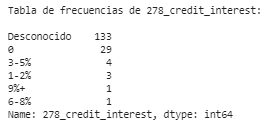 Tabla de frecuencias de 278_credit_interest:
Desconocido 133
0 29
3-5% 4
1-2% 3
9%+ 1
6-8% 1
Name: 278_credit_interest, dtype: int64